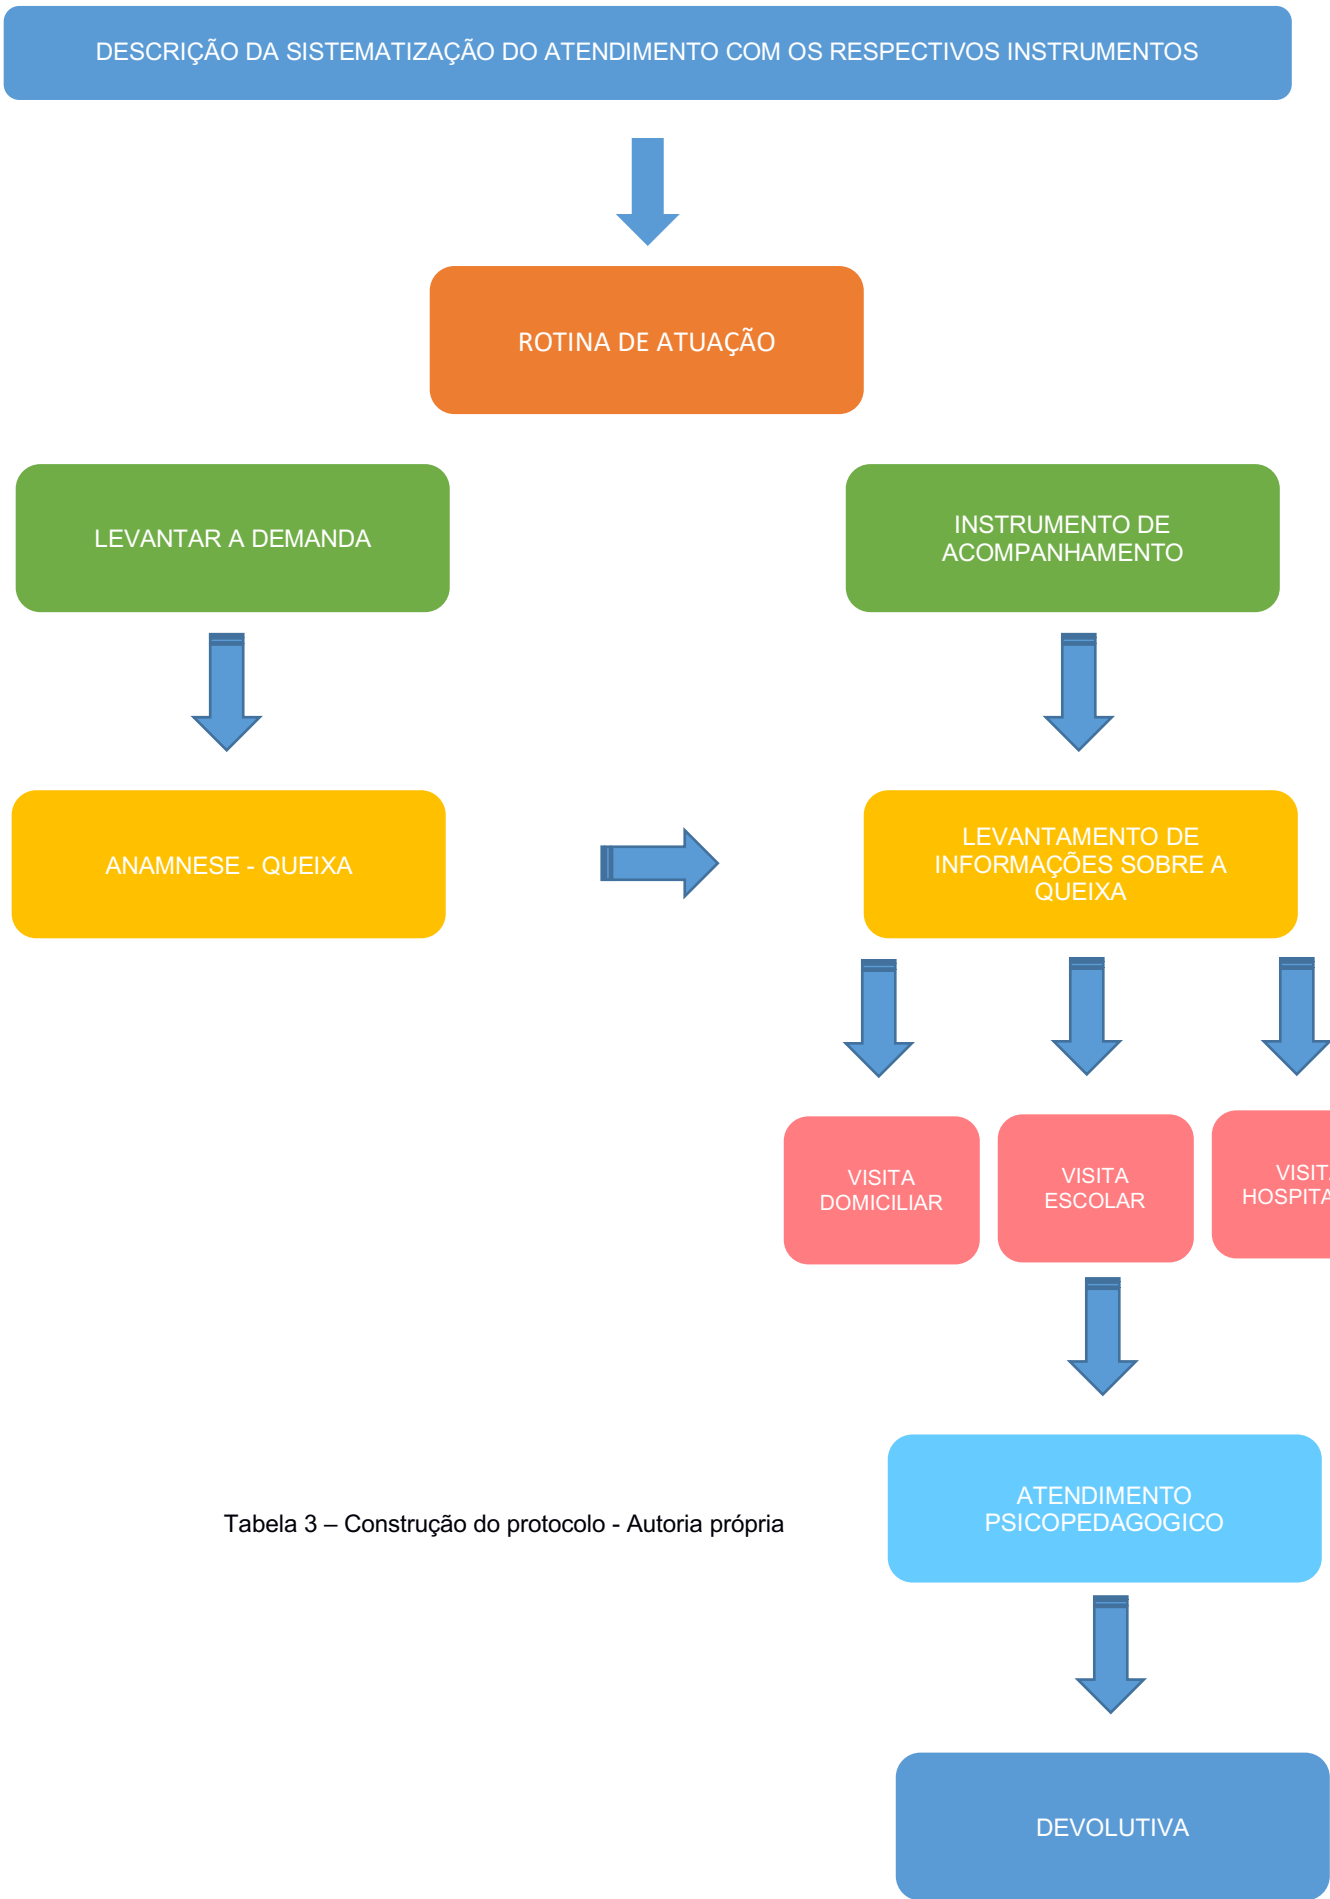 DESCRIÇÃO DA SISTEMATIZAÇÃO DO ATENDIMENTO COM OS RESPECTIVOS INSTRUMENTOS
ROTINA DE ATUAÇÃO
LEVANTAR A DEMANDA
INSTRUMENTO DE
ACOMPANHAMENTO
ANAMNESE - QUEIXA
LEVANTAMENTO DE
INFORMAÇÕES SOBRE A
QUEIXA
VISITA
DOMICILIAR
VISITA
ESCOLAR
ATENDIMENTO
PSICOPEDAGOGICO
Tabela 3 – Construção do protocolo - Autoria própria
DEVOLUTIVA